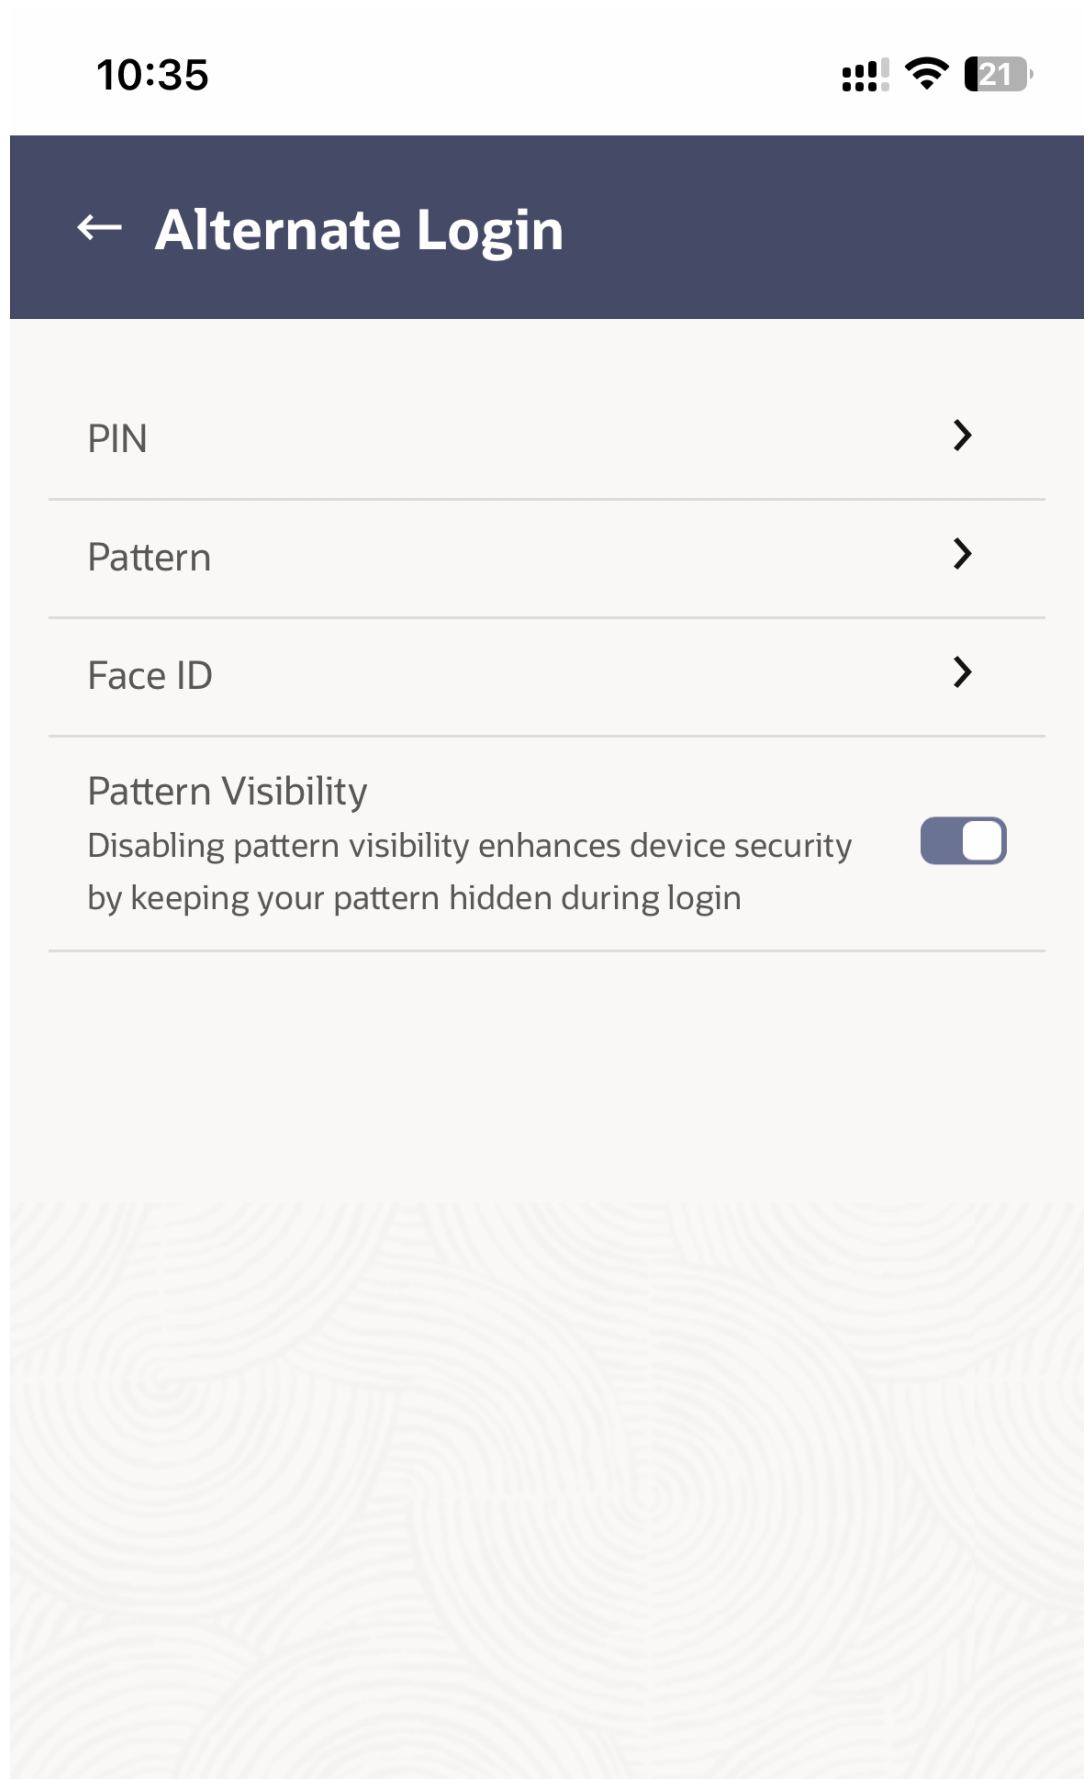 10:35
21
Alternate Login
PIN
Pattern
Face ID
Pattern Visibility
Disabling pattern visibility enhances device security
by keeping your pattern hidden during login